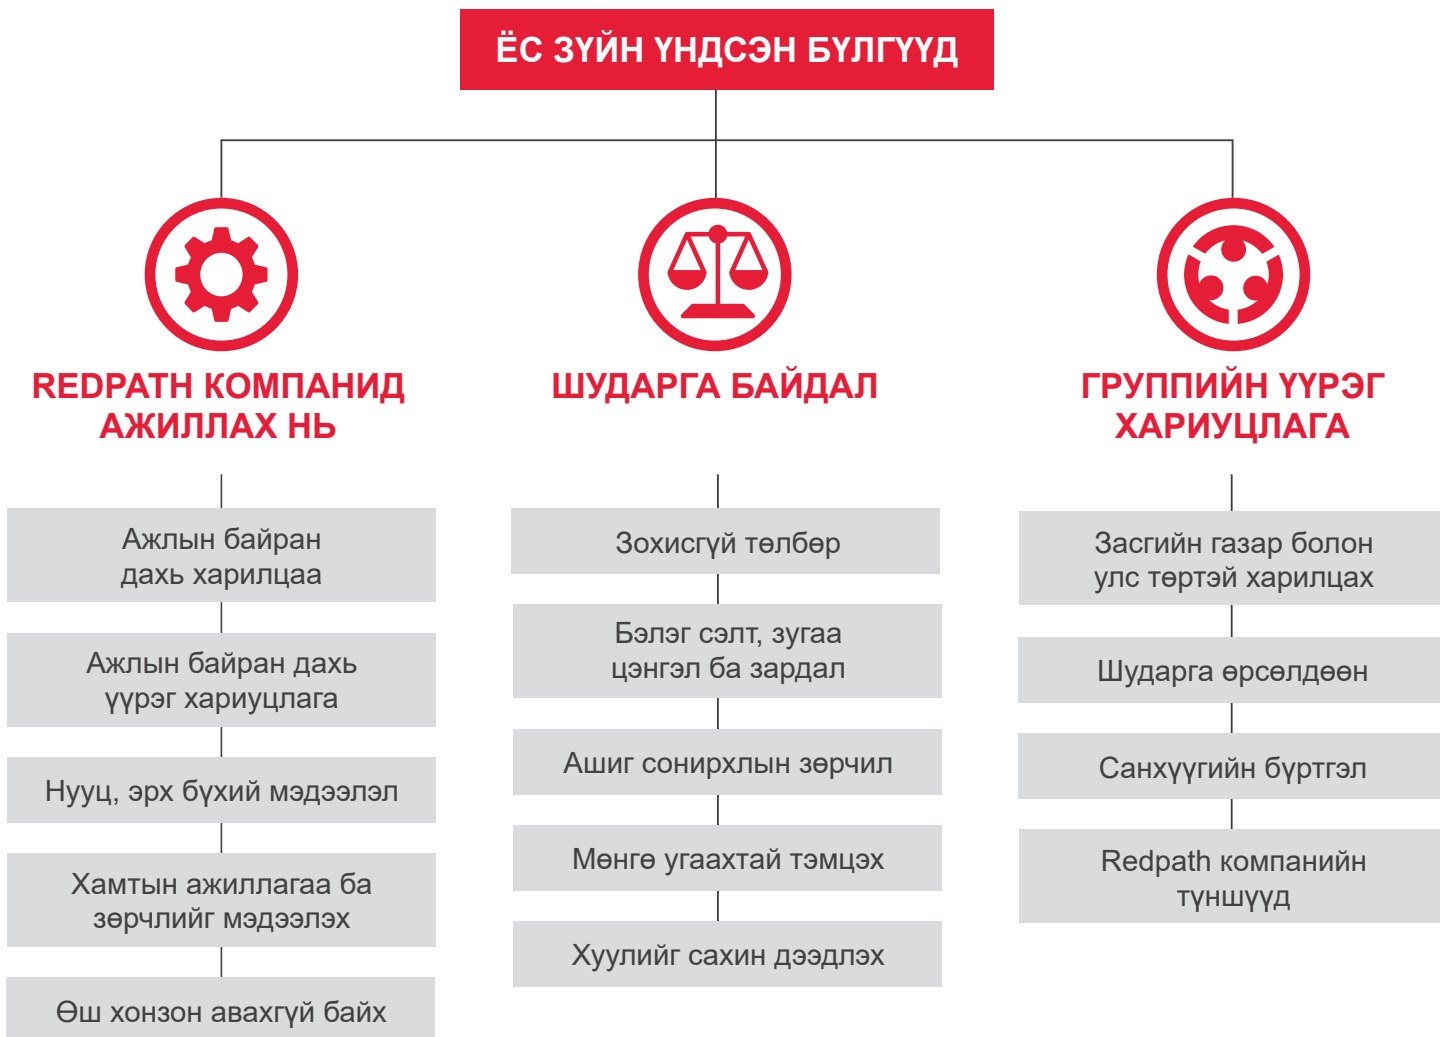 ЁС ЗҮЙН ҮНДСЭН БҮЛГҮҮД
REDPATH КОМПАНИД
АЖИЛЛАХ НЬ
Ажлын байран
дахь харилцаа
Ажлын байран дахь
үүрэг хариуцлага
Нууц, эрх бүхий мэдээлэл
Хамтын ажиллагаа ба
зөрчлийг мэдээлэх
Өш хонзон авахгүй байх
ШУДАРГА БАЙДАЛ
Зохисгүй төлбөр
Бэлэг сэлт, зугаа
цэнгэл ба зардал
Ашиг сонирхлын зөрчил
Мөнгө угаахтай тэмцэх
Хуулийг сахин дээдлэх
ГРУППИЙН ҮҮРЭГ
ХАРИУЦЛАГА
Засгийн газар болон
улс төртэй харилцах
Шударга өрсөлдөөн
Санхүүгийн бүртгэл
Redpath компанийн
түншүүд